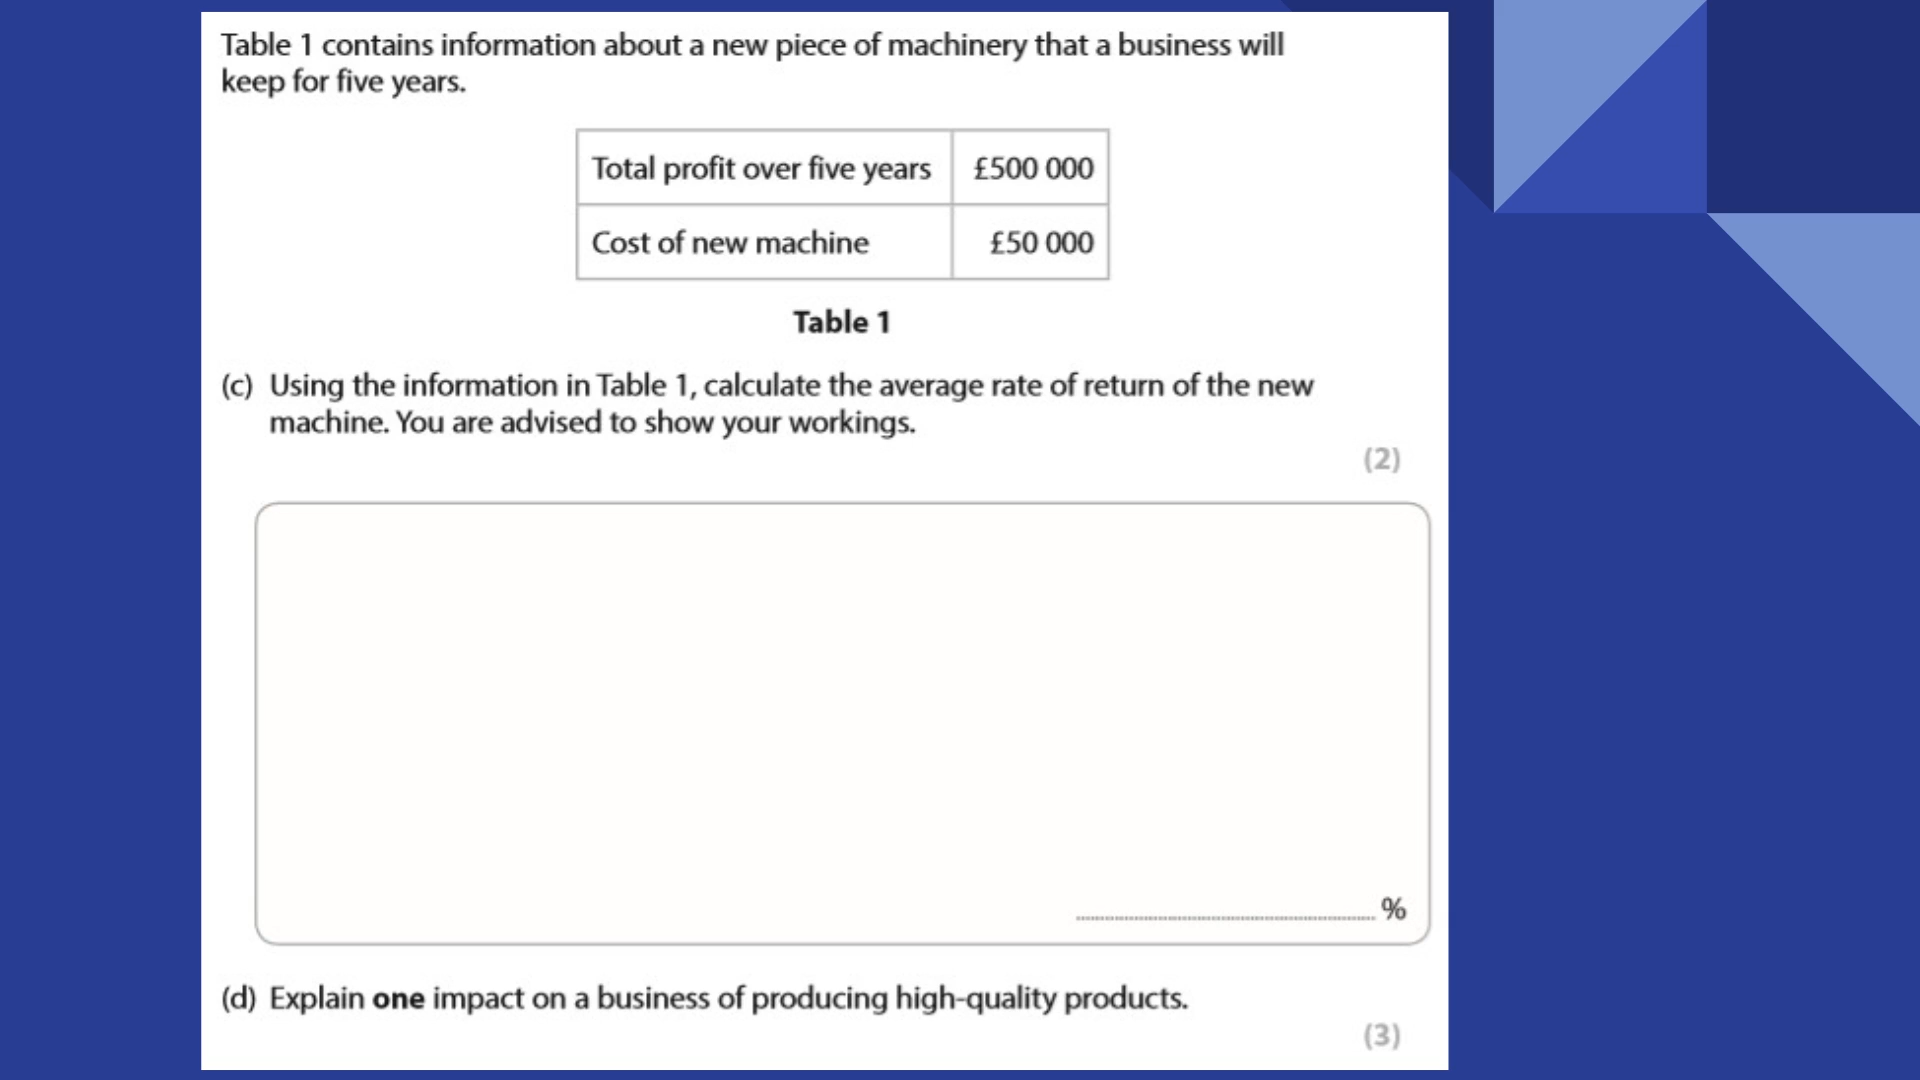 Table 1 contains information about a new piece of machinery that a business will
keep for five years.
Total profit over five years £500 000
Cost of new machine £50 000
Table 1
(c) Using the information in Table 1, calculate the average rate of return of the new
machine. You are advised to show your workings.
(2)
%
(d) Explain one impact on a business of producing high-quality products.
(3)